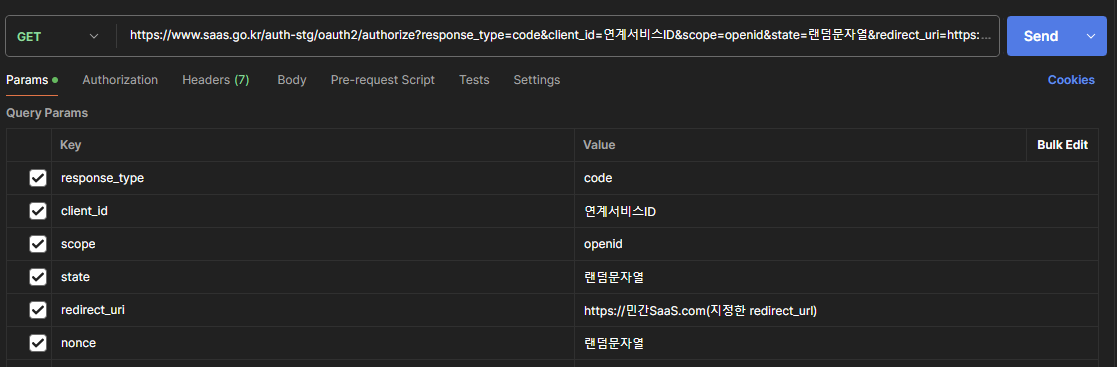 GET https://www.saas.go.kr/auth-stg/oauth2/authorize?response_type=code&client_id=연계서비스ID&scope=openid&state=랜덤문자열&redirect_uri=https:... Send
Params Authorization Headers (7) Body Pre-request Script Tests Settings Cookies
Query Params
Key Value Bulk Edit
response_type code
client_id 연계서비스ID
scope openid
state 랜덤문자열
redirect_uri https://민간SaaS.com(지정한 redirect_url)
nonce 랜덤문자열